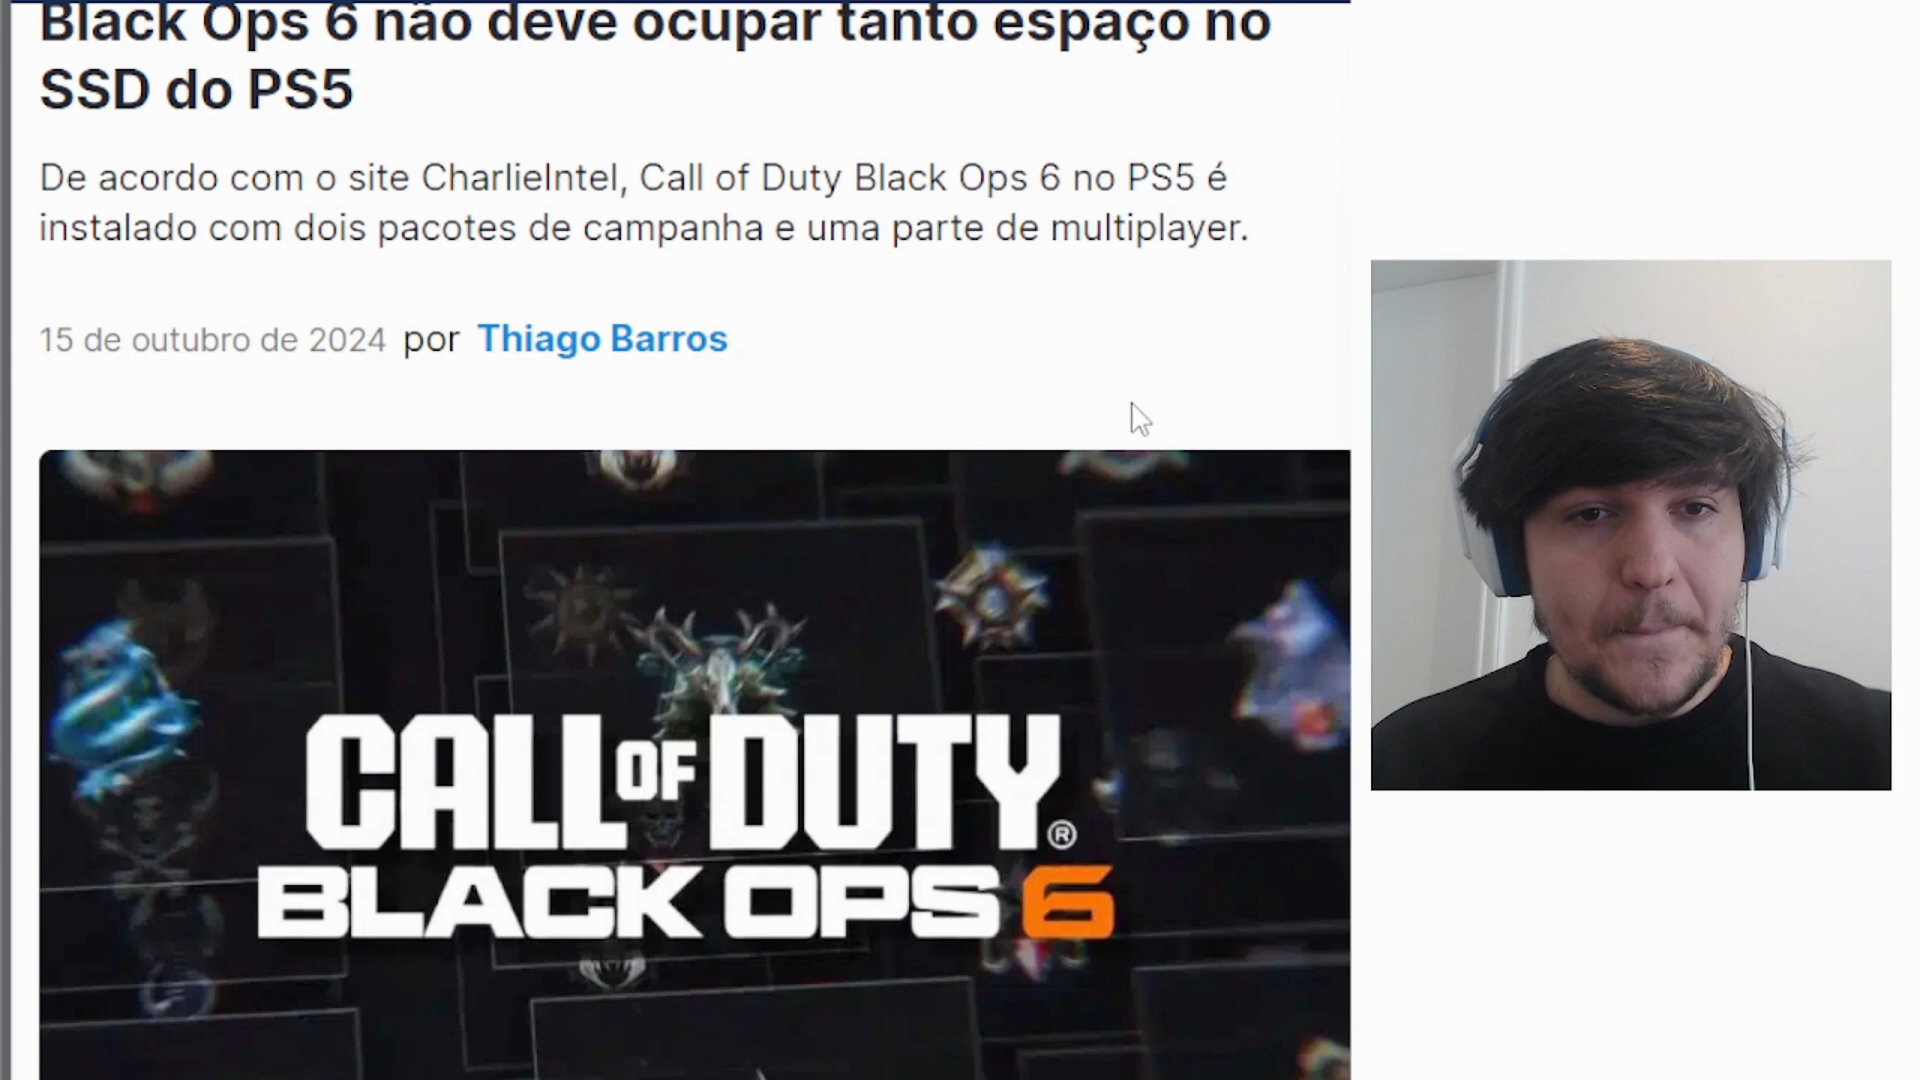 Black Ops 6 não deve ocupar tanto espaço no
SSD do PS5
De acordo com o site CharlieIntel, Call of Duty Black Ops 6 no PS5 é
instalado com dois pacotes de campanha e uma parte de multiplayer.
15 de outubro de 2024 por Thiago Barros
CALL OF DUTY®
BLACK OPS 6